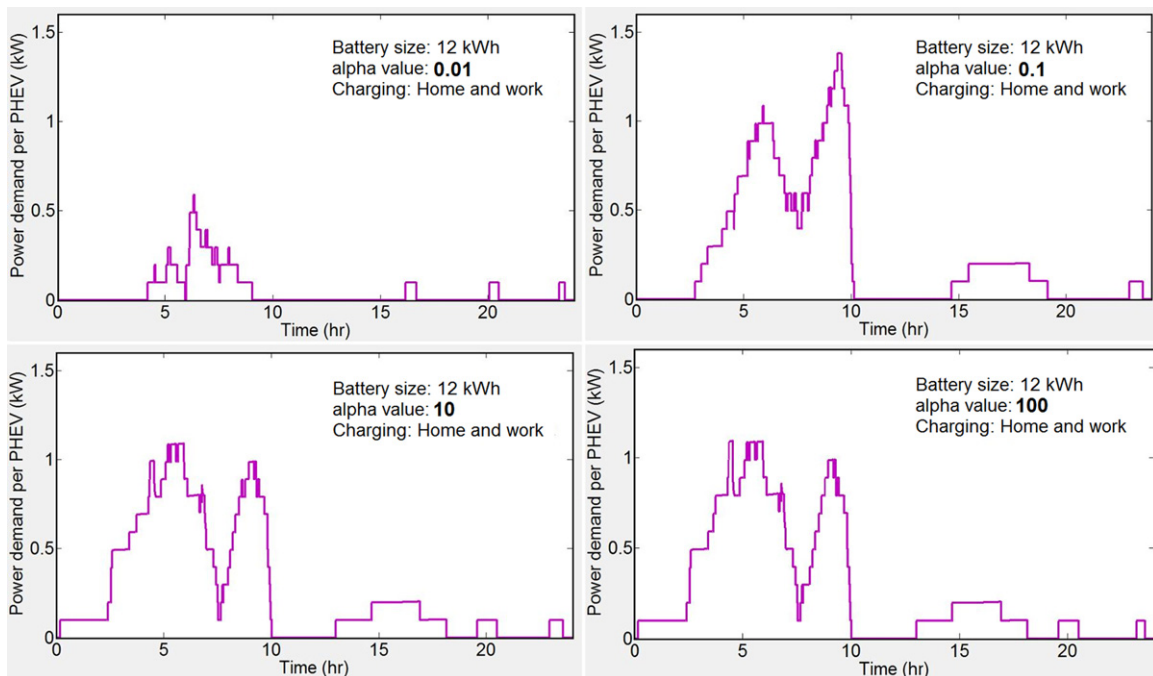 Power demand per PHEV (kW)
1.5
1
0.5
0
Battery size: 12 kWh
alpha value: 0.01
Charging: Home and work
0
5
10
15
20
Time (hr)
Power demand per PHEV (kW)
1.5
1
0.5
0
Battery size: 12 kWh
alpha value: 0.1
Charging: Home and work
0
5
10
15
20
Time (hr)
Power demand per PHEV (kW)
1.5
1
0.5
0
Battery size: 12 kWh
alpha value: 10
Charging: Home and work
0
5
10
15
20
Time (hr)
Power demand per PHEV (kW)
1.5
1
0.5
0
Battery size: 12 kWh
alpha value: 100
Charging: Home and work
0
5
10
15
20
Time (hr)